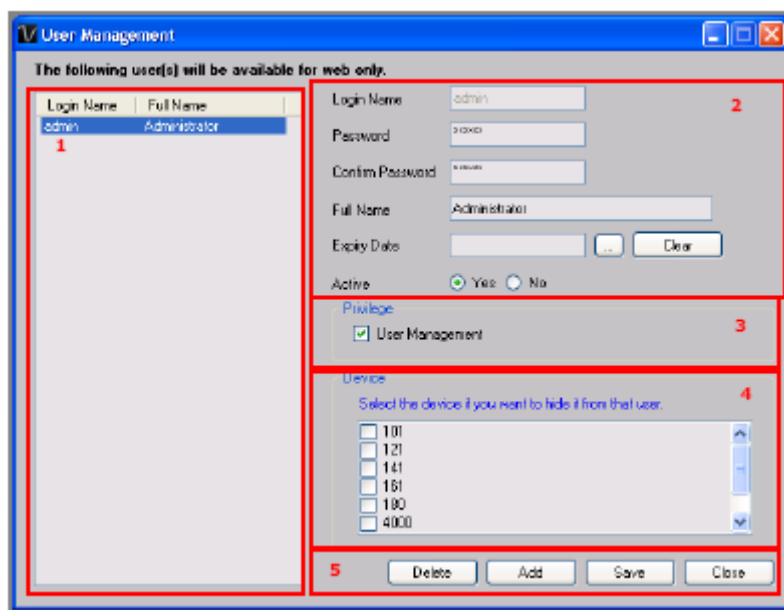 User Management
The following user(s) will be available for web only.
Login Name Full Name
admin Administrator
1
Login Name admin 2
Password
Confirm Password
Full Name Administrator
Expiry Date ... Clear
Active Yes No
Privilege
User Management 3
Device
4
Select the device if you want to hide it from that user.
101
121
141
161
180
4000
5 Delete Add Save Close